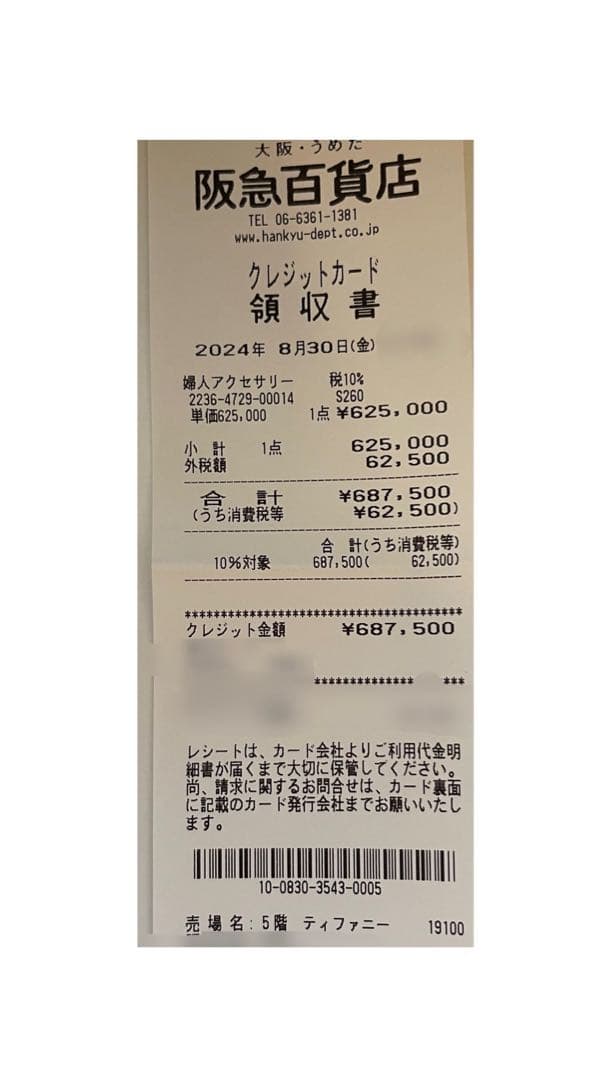 大阪・うめだ
阪急百貨店
TEL 06-6361-1381
www.hankyu-dept.co.jp
クレジットカード
領収書
2024年 8月30日(金)
婦人アクセサリー 税10%
2236-4729-00014 S260
単価625,000 1点 ¥625,000
小 計 1点 625,000
外税額 62,500
合 計 ¥687,500
(うち消費税等 ¥62,500)
合 計(うち消費税等)
10%対象 687,500( 62,500)
***************************************
クレジット金額 ¥687,500
************** ***
レシートは、カード会社よりご利用代金明
細書が届くまで大切に保管してください。
尚、請求に関するお問合せは、カード裏面
に記載のカード発行会社までお願いいたし
ます。
10-0830-3543-0005
売 場 名: 5階 ティファニー 19100